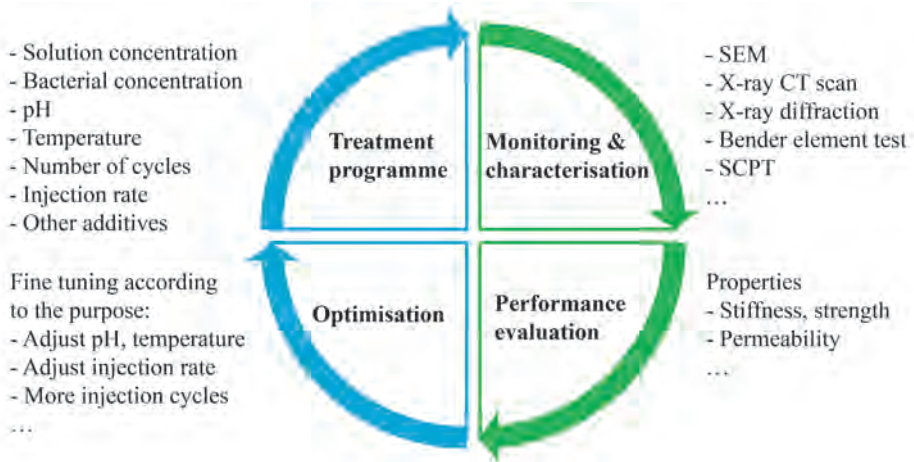 - Solution concentration
- Bacterial concentration
- pH
- Temperature
- Number of cycles
- Injection rate
- Other additives
Treatment
programme
Monitoring &
characterisation
- SEM
- X-ray CT scan
- X-ray diffraction
- Bender element test
- SCPT
…
Fine tuning according
to the purpose:
- Adjust pH, temperature
- Adjust injection rate
- More injection cycles
…
Optimisation
Performance
evaluation
Properties
- Stiffness, strength
- Permeability
…